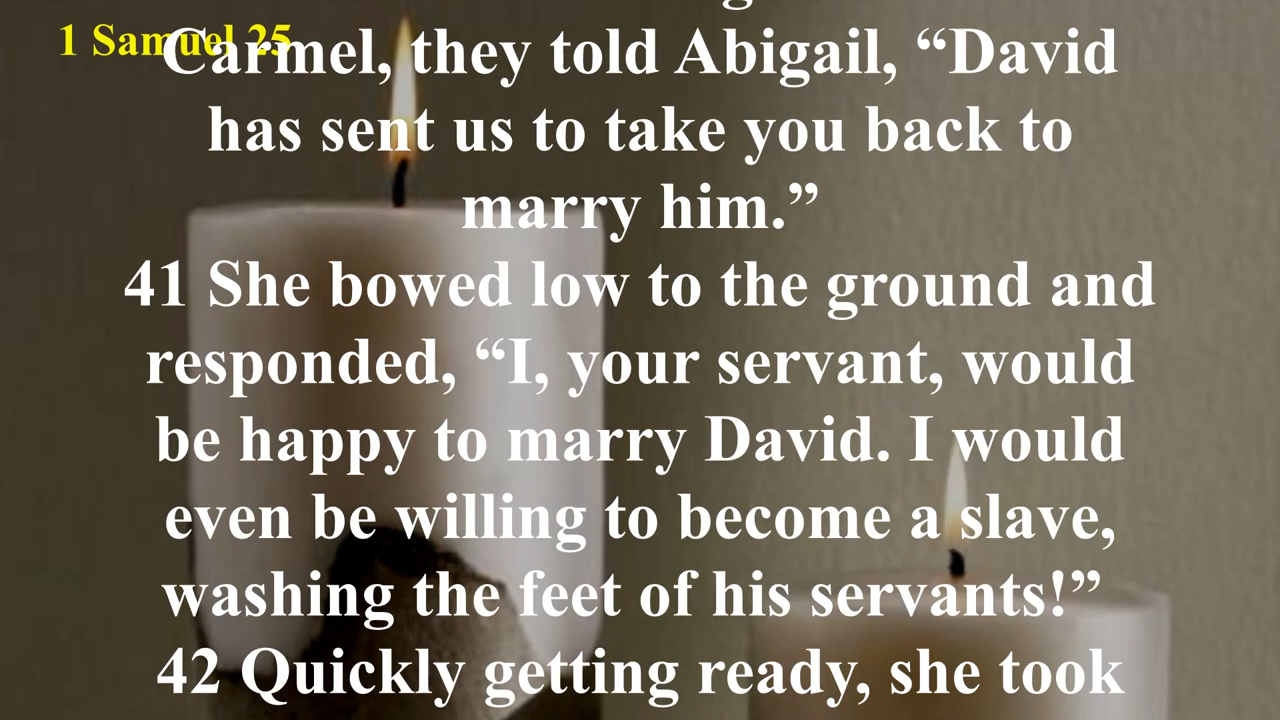 1 Samuel 25
Carmel, they told Abigail, “David
has sent us to take you back to
marry him.”
41 She bowed low to the ground and
responded, “I, your servant, would
be happy to marry David. I would
even be willing to become a slave,
washing the feet of his servants!”
42 Quickly getting ready, she took